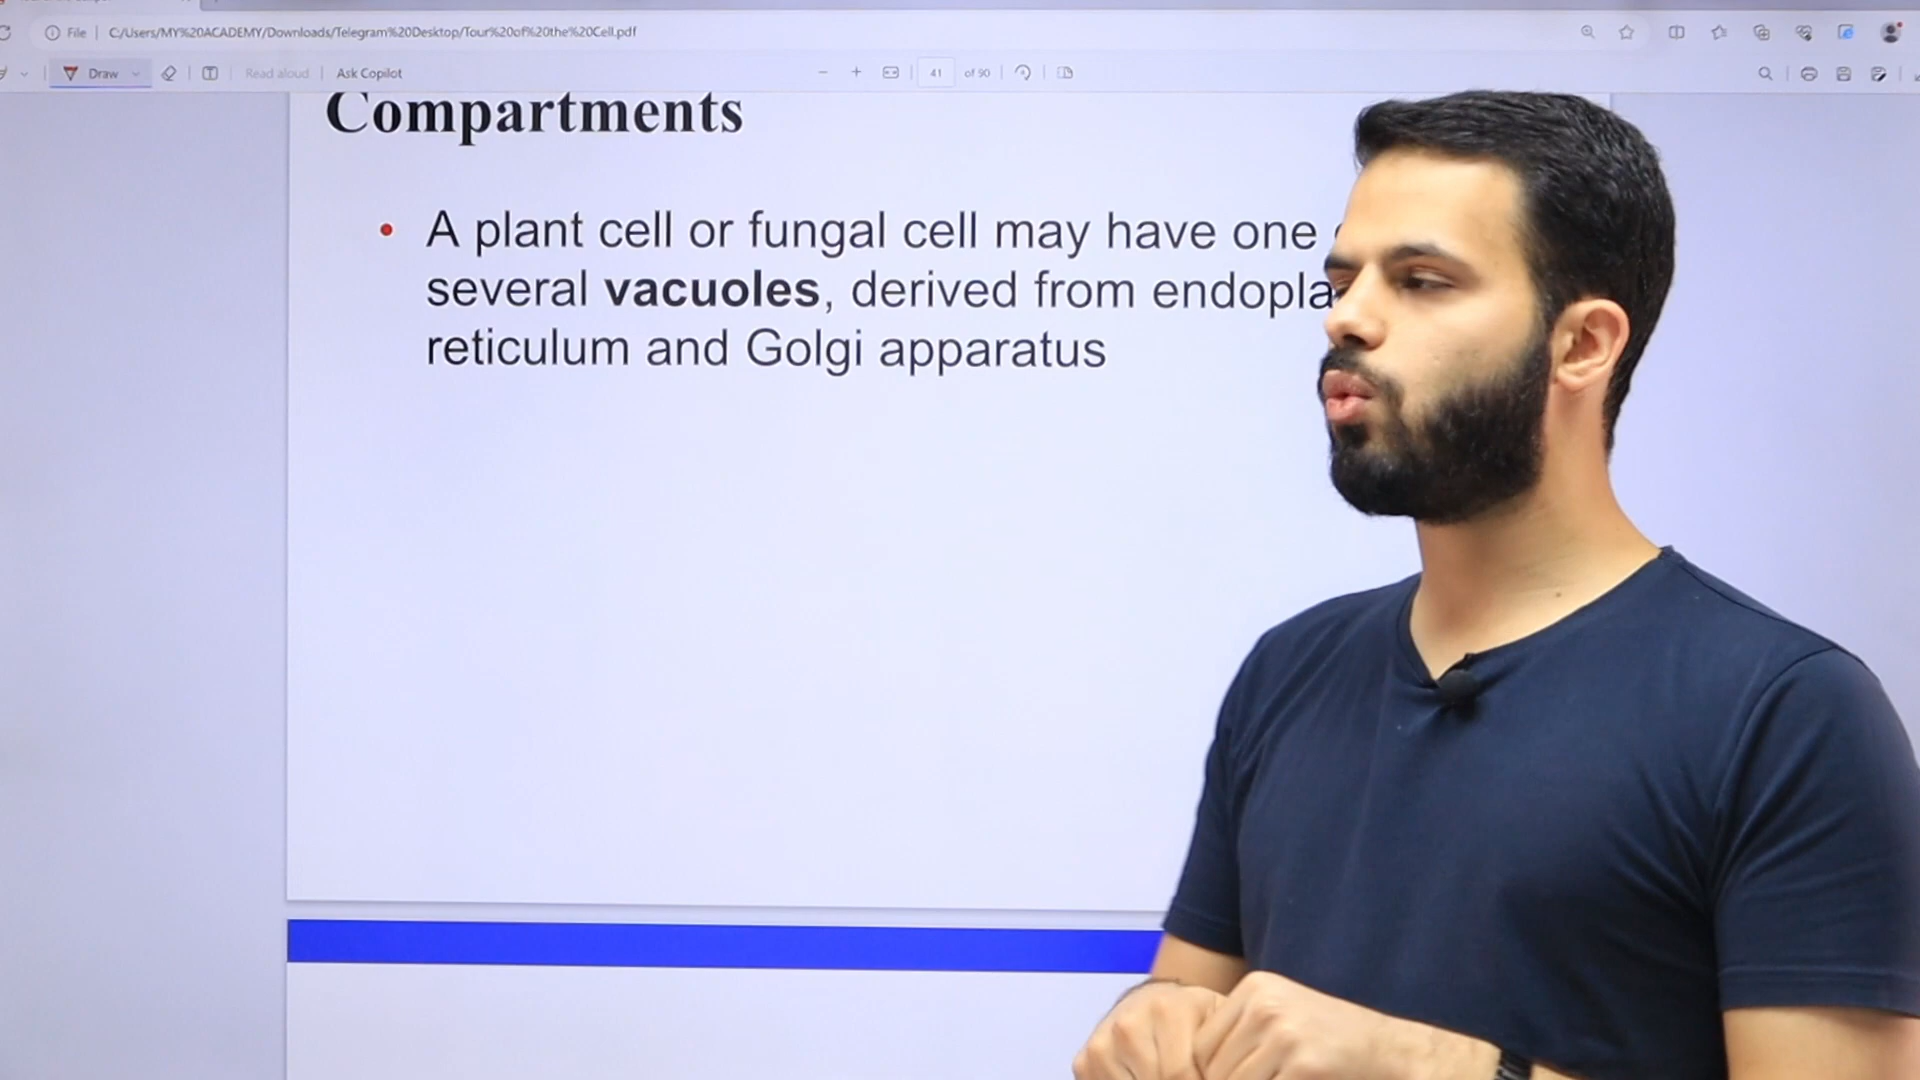 File | C:/Users/MY%20ACADEMY/Downloads/Telegram%20Desktop/Tour%20of%20the%20Cell.pdf
Draw Read aloud Ask Copilot 41 of 90
Compartments
• A plant cell or fungal cell may have one
several vacuoles, derived from endopla
reticulum and Golgi apparatus